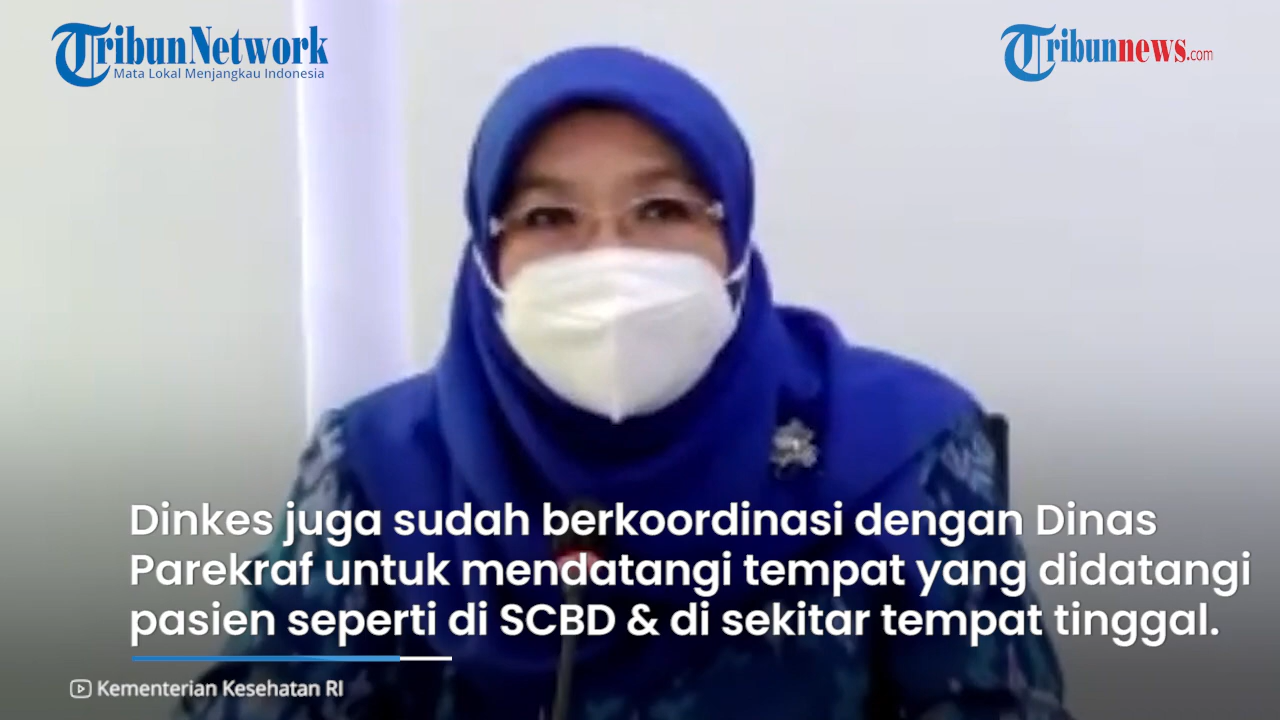 TribunNetwork
Mata Lokal Menjangkau Indonesia
Tribunnews.com
Dinkes juga sudah berkoordinasi dengan Dinas
Parekraf untuk mendatangi tempat yang didatangi
pasien seperti di SCBD & di sekitar tempat tinggal.
Kementerian Kesehatan RI